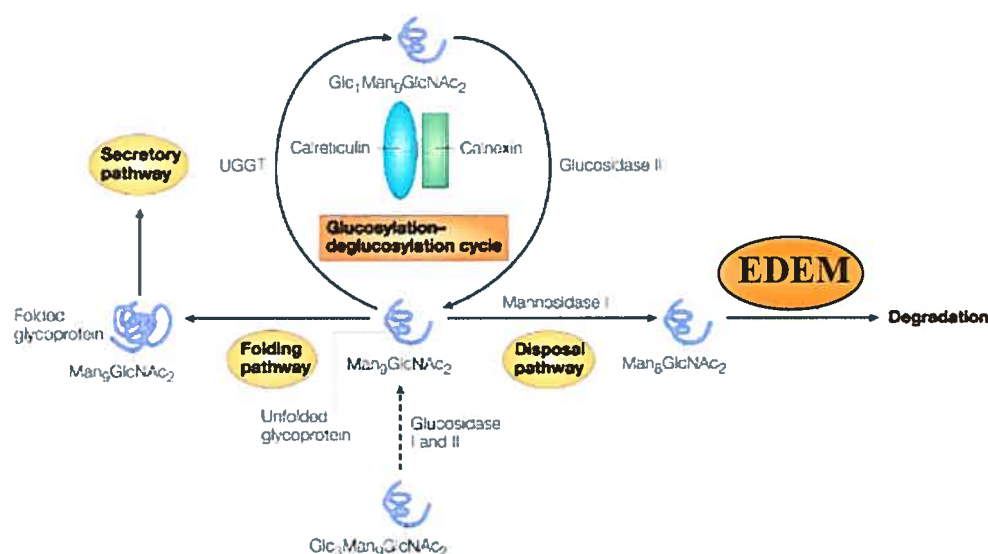 Glc₁Man₉GlcNAc₂
Calreticulin
Calnexin
Secretory
pathway
UGGT
Glucosidase II
Glucosylation–
deglucosylation cycle
EDEM
Mannosidase I
Folded
glycoprotein
Degradation
Folding
pathway
Disposal
pathway
Man₉GlcNAc₂
Man₉GlcNAc₂
Man₈GlcNAc₂
Unfolded
glycoprotein
Glucosidase
I and II
Glc₃Man₉GlcNAc₂